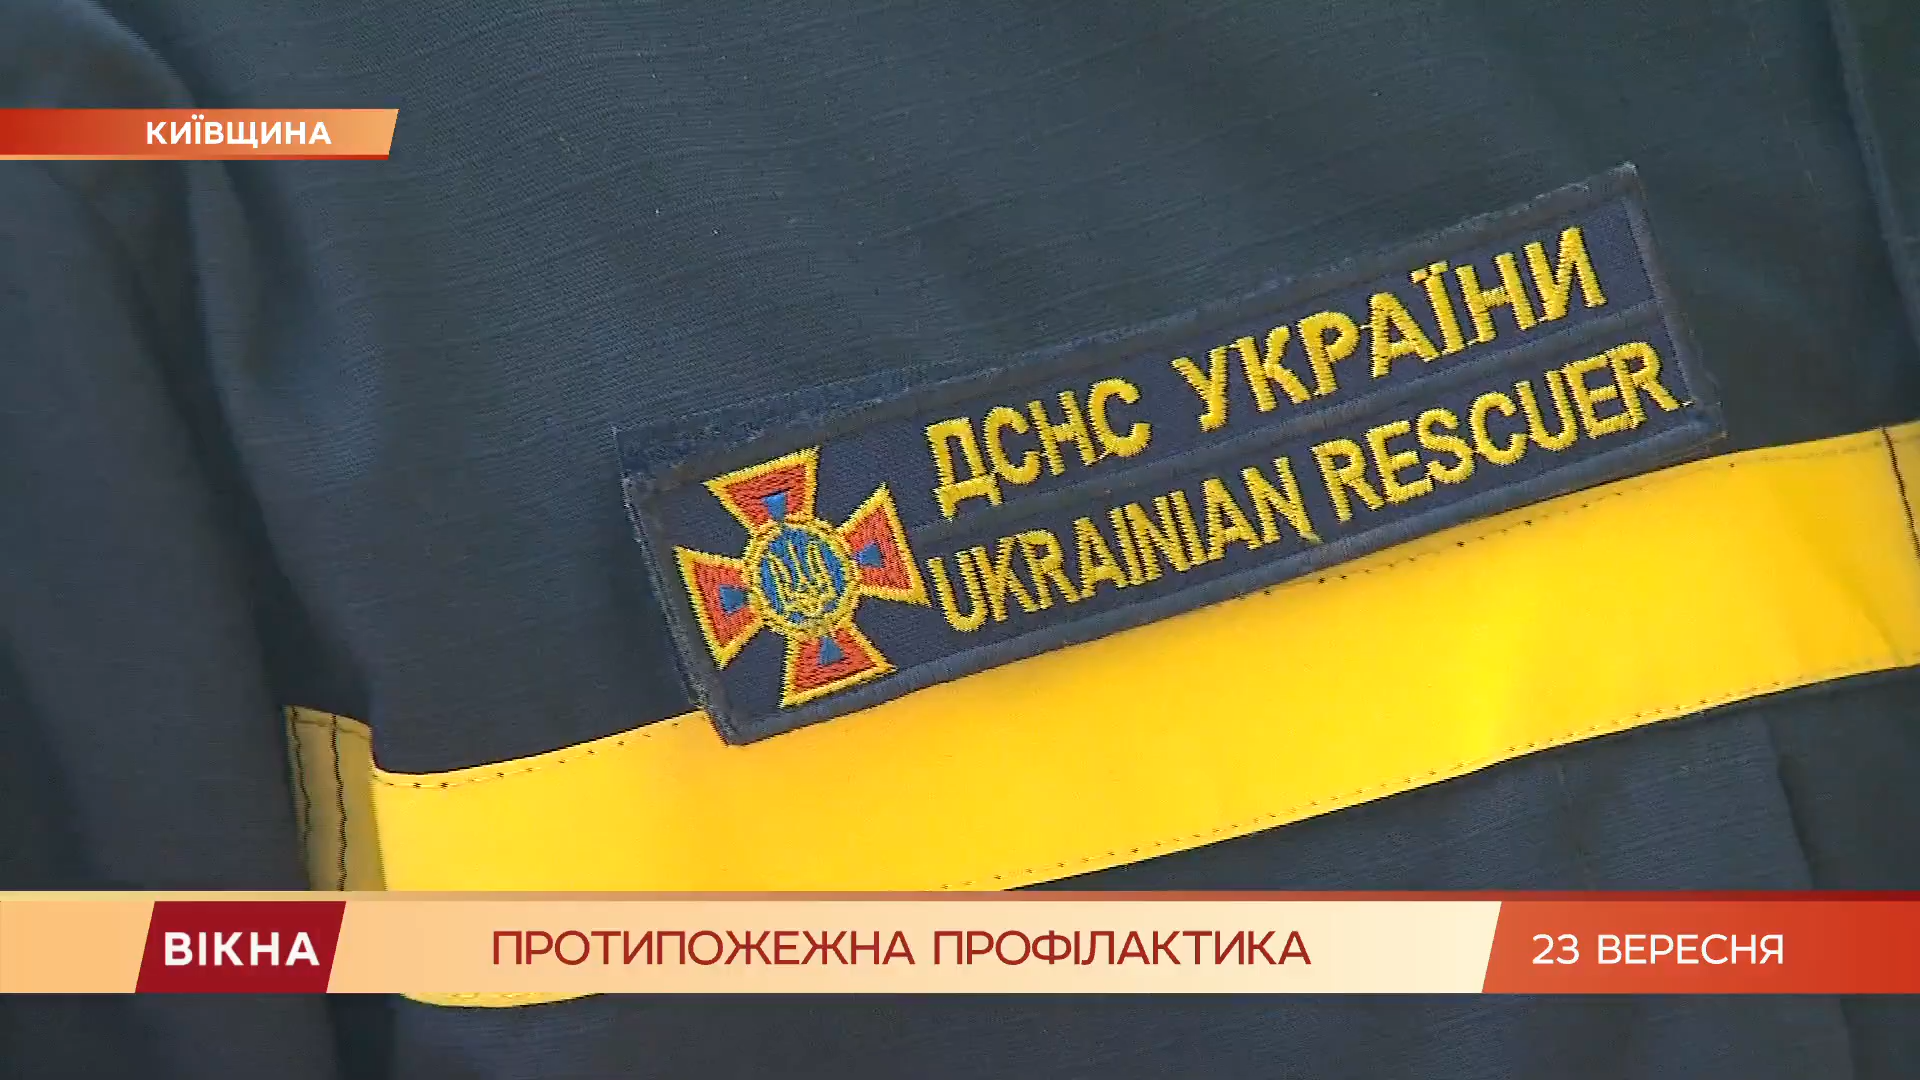 КИЇВЩИНА
ДСНС УКРАЇНИ
UKRAINIAN RESCUER
ВІКНА
ПРОТИПОЖЕЖНА ПРОФІЛАКТИКА
23 ВЕРЕСНЯ